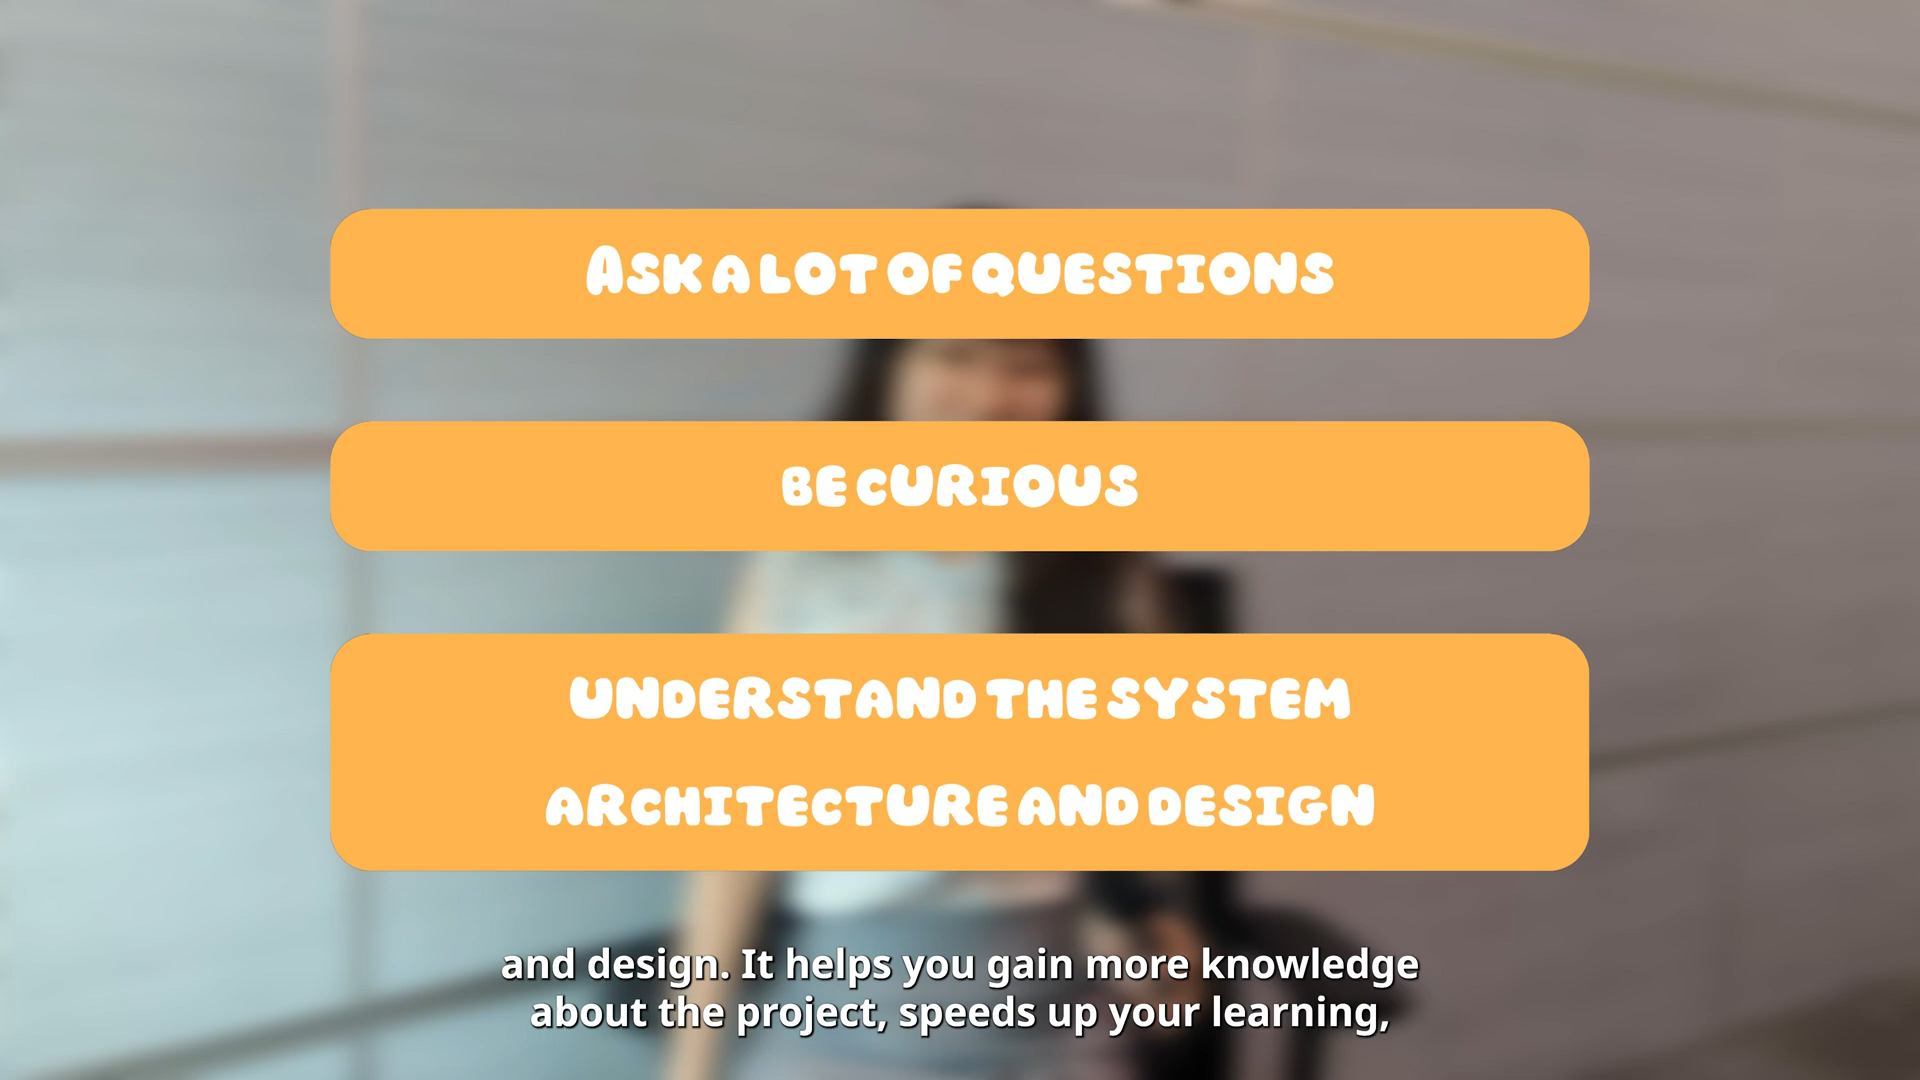 ASK A LOT OF QUESTIONS
BE CURIOUS
UNDERSTAND THE SYSTEM
ARCHITECTURE AND DESIGN
and design. It helps you gain more knowledge
about the project, speeds up your learning,